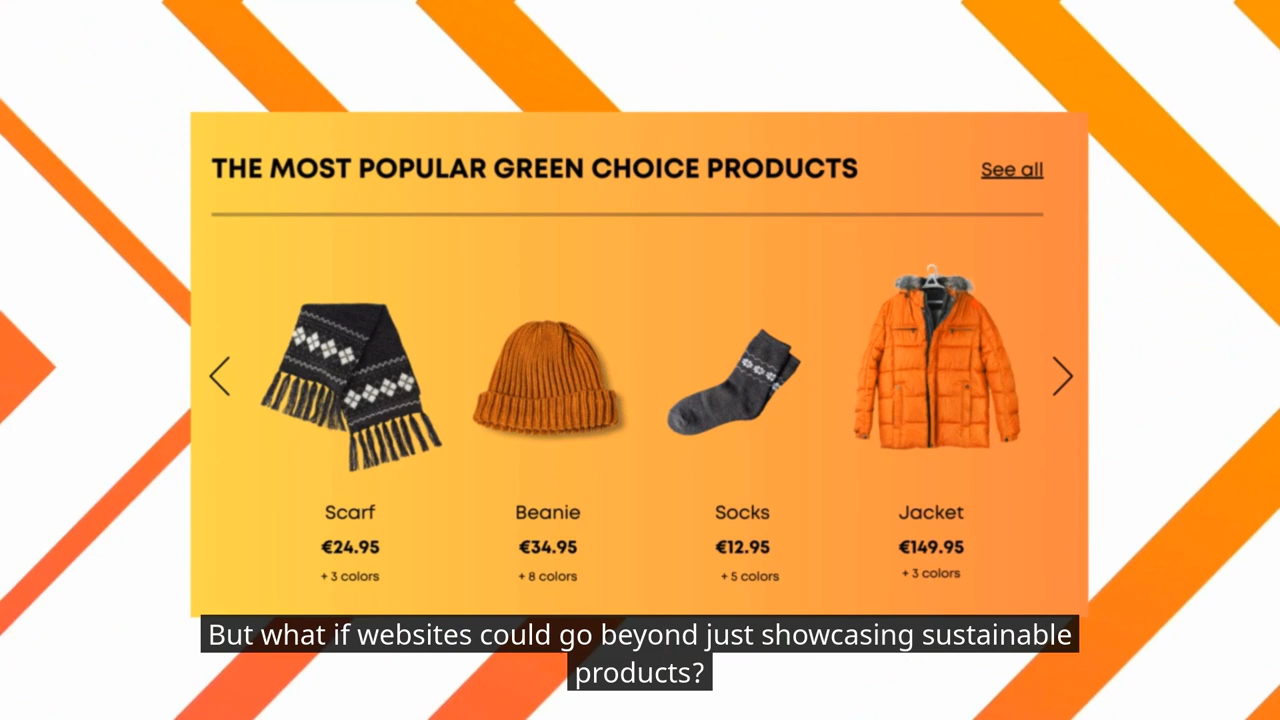 THE MOST POPULAR GREEN CHOICE PRODUCTS
See all
Scarf
Beanie
Socks
Jacket
€24.95
€34.95
€12.95
€149.95
+ 3 colors
+ 8 colors
+ 5 colors
+ 3 colors
But what if websites could go beyond just showcasing sustainable
products?